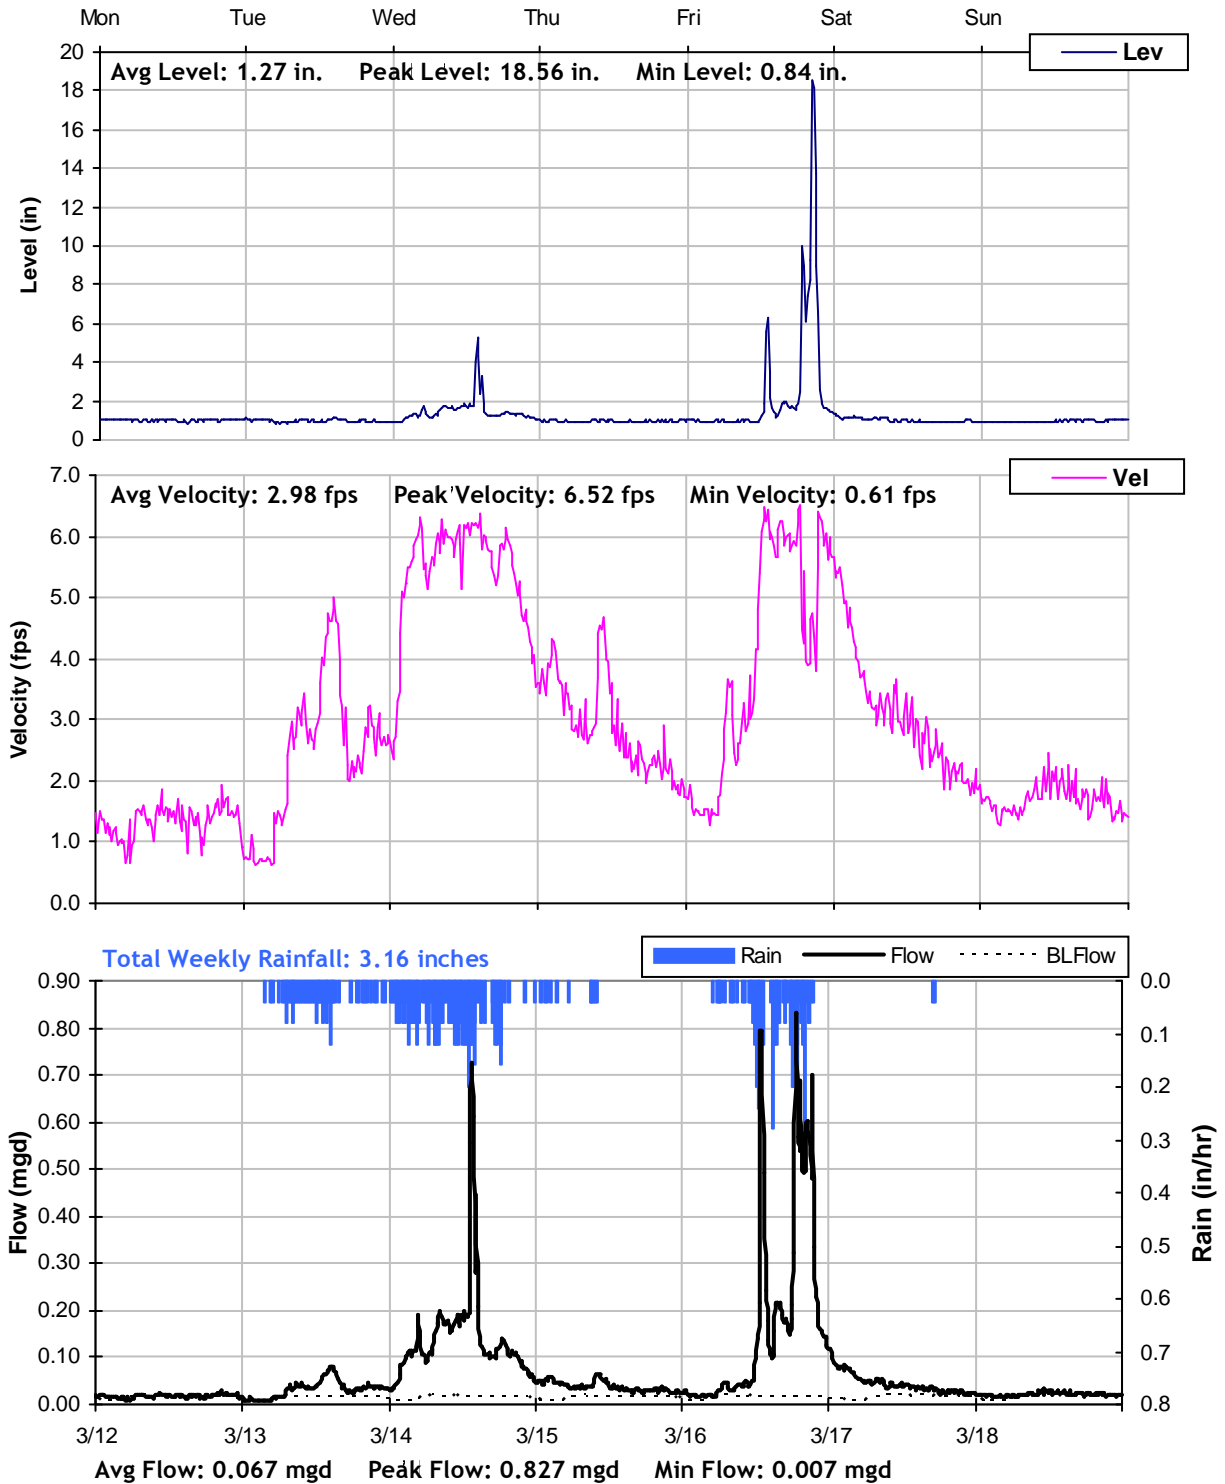 Mon Tue Wed Thu Fri Sat Sun
Lev
Avg Level: 1.27 in. Peak Level: 18.56 in. Min Level: 0.84 in.
20
18
16
14
12
10
8
6
4
2
0
Level (in)
Vel
Avg Velocity: 2.98 fps Peak Velocity: 6.52 fps Min Velocity: 0.61 fps
7.0
6.0
5.0
4.0
3.0
2.0
1.0
0.0
Velocity (fps)
Total Weekly Rainfall: 3.16 inches
Rain Flow BLFlow
0.90 0.0
0.80 0.1
0.70 0.2
0.60 0.3
0.50 0.4
0.40 0.5
0.30 0.6
0.20 0.7
0.10 0.8
0.00
Flow (mgd)
Rain (in/hr)
3/12 3/13 3/14 3/15 3/16 3/17 3/18
Avg Flow: 0.067 mgd Peak Flow: 0.827 mgd Min Flow: 0.007 mgd